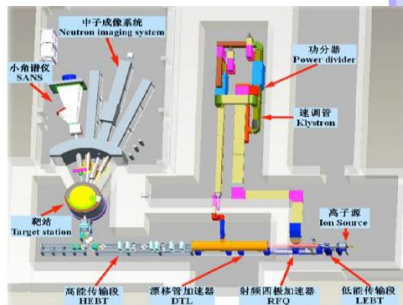 中子成像系统
Neutron imaging system
小角谱仪
SANS
功分器
Power divider
速调管
Klystron
靶站
Target station
离子源
Ion Source
高能传输段
HEBT
漂移管加速器
DTL
射频四极加速器
RFQ
低能传输段
LEBT